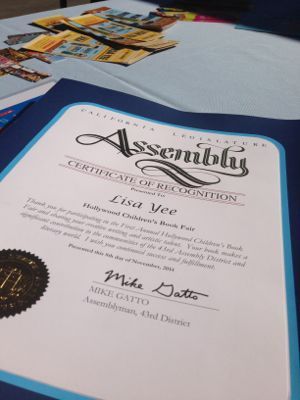 CALIFORNIA LEGISLATURE
Assembly
CERTIFICATE OF RECOGNITION
Presented To
Lisa Yee
Hollywood Children's Book Fair
Thank you for participating in the First Annual Hollywood Children's Book
Fair and sharing your creative writing and artistic talent. Your book makes a
significant contribution to the communities of the 43rd Assembly District and
literary world. I wish you continued success and fulfillment.
Presented this 8th day of November, 2014
Mike Gatto
MIKE GATTO
Assemblyman, 43rd District